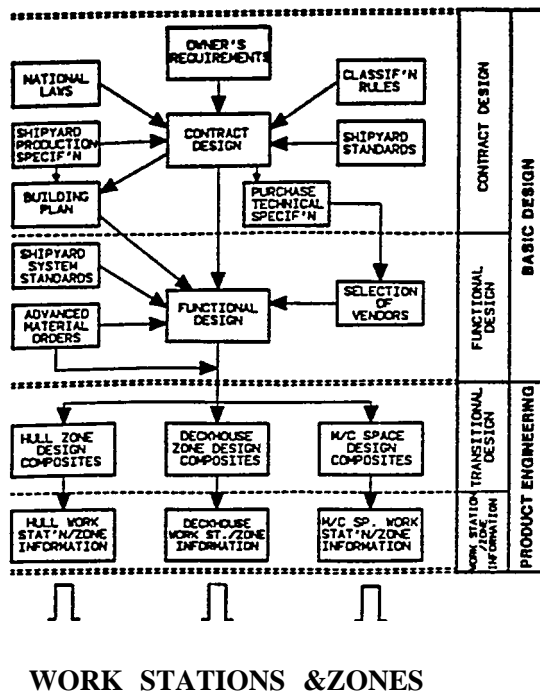 OWNER'S
REQUIREMENTS
NATIONAL
LAWS
CLASSIF'N
RULES
SHIPYARD
PRODUCTION
SPECIF'N
CONTRACT
DESIGN
SHIPYARD
STANDARDS
BUILDING
PLAN
PURCHASE
TECHNICAL
SPECIF'N
SHIPYARD
SYSTEM
STANDARDS
ADVANCED
MATERIAL
ORDERS
FUNCTIONAL
DESIGN
SELECTION
OF
VENDORS
HULL ZONE
DESIGN
COMPOSITES
DECKHOUSE
ZONE DESIGN
COMPOSITES
M/C SPACE
DESIGN
COMPOSITES
HULL WORK
STAT'N/ZONE
INFORMATION
DECKHOUSE
WORK ST./ZONE
INFORMATION
M/C SP. WORK
STAT'N/ZONE
INFORMATION
CONTRACT DESIGN
FUNCTIONAL
DESIGN
TRANSITIONAL
DESIGN
WORK STATION
/ZONE
INFORMATION
BASIC DESIGN
PRODUCT ENGINEERING
WORK STATIONS &ZONES